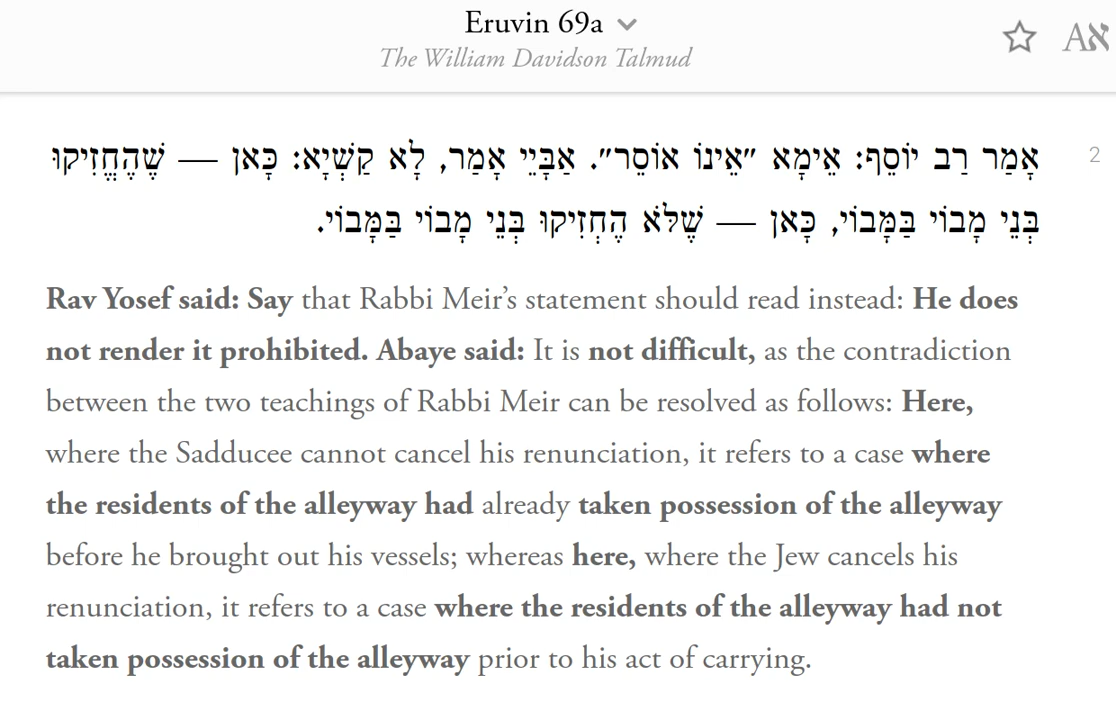 Eruvin 69a
The William Davidson Talmud
Aא
2
אָמַר רַב יוֹסֵף: אֵימָא ״אֵינוֹ אוֹסֵר״. אַבָּיֵי אָמַר, לָא קַשְׁיָא: כָּאן — שֶׁהֶחֱזִיקוּ
בְּנֵי מָבוֹי בַּמָּבוֹי, כָּאן — שֶׁלֹּא הֶחְזִיקוּ בְּנֵי מָבוֹי בַּמָּבוֹי.
Rav Yosef said: Say that Rabbi Meir’s statement should read instead: He does
not render it prohibited. Abaye said: It is not difficult, as the contradiction
between the two teachings of Rabbi Meir can be resolved as follows: Here,
where the Sadducee cannot cancel his renunciation, it refers to a case where
the residents of the alleyway had already taken possession of the alleyway
before he brought out his vessels; whereas here, where the Jew cancels his
renunciation, it refers to a case where the residents of the alleyway had not
taken possession of the alleyway prior to his act of carrying.